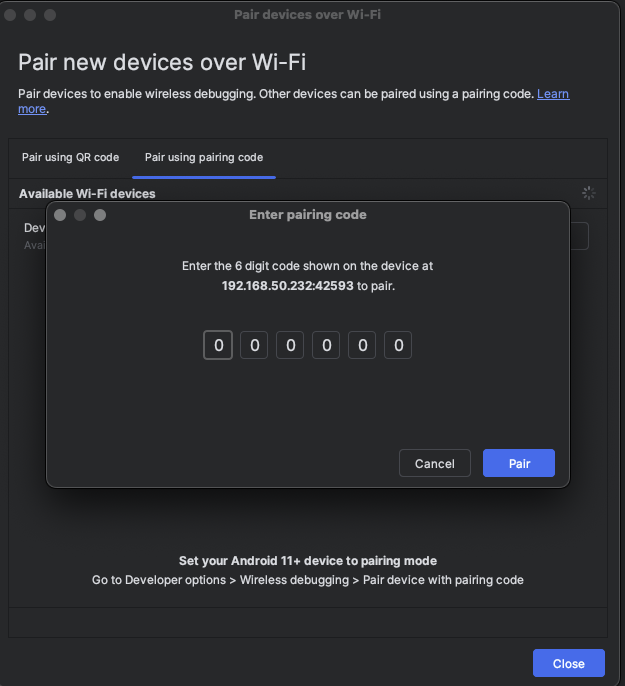 Pair devices over Wi-Fi
Pair new devices over Wi-Fi
Pair devices to enable wireless debugging. Other devices can be paired using a pairing code. Learn
more.
Pair using QR code
Pair using pairing code
Available Wi-Fi devices
Enter pairing code
Enter the 6 digit code shown on the device at
192.168.50.232:42593 to pair.
0 0 0 0 0 0
Cancel
Pair
Set your Android 11+ device to pairing mode
Go to Developer options > Wireless debugging > Pair device with pairing code
Close